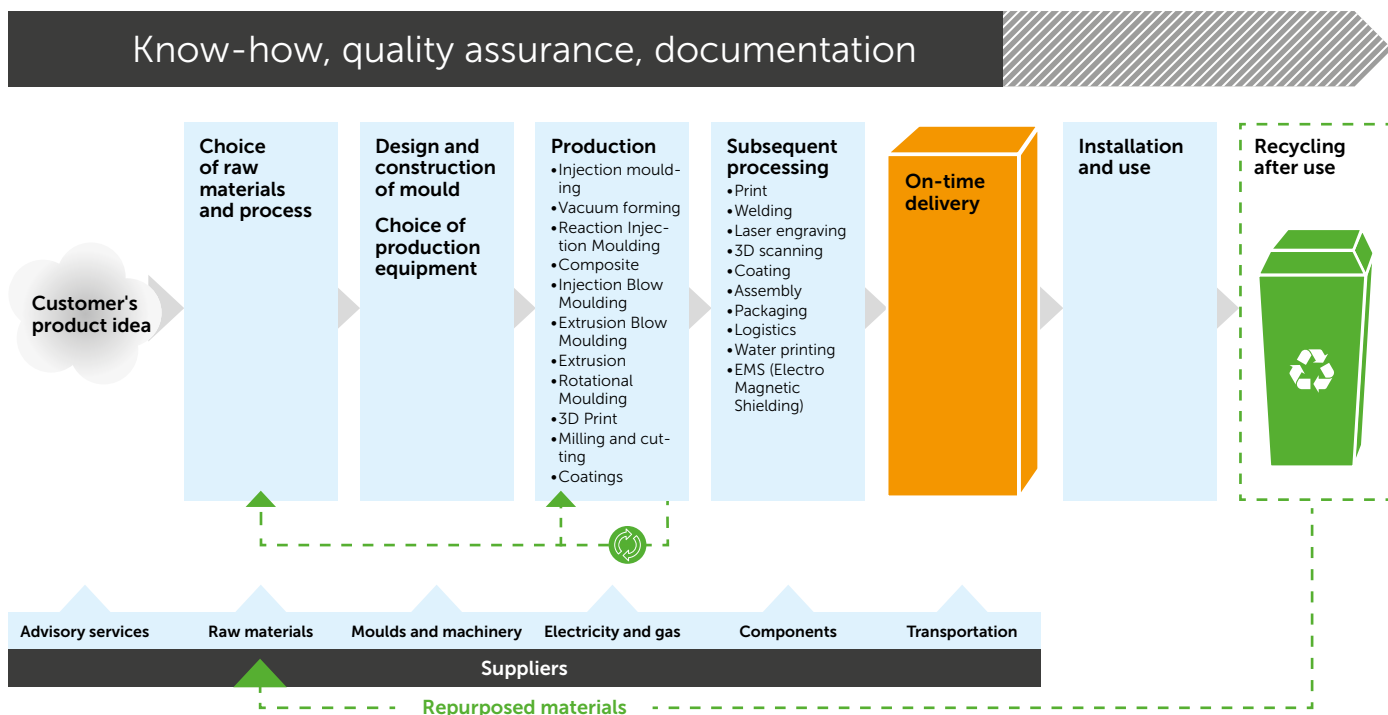 Know-how, quality assurance, documentation
Customer's
product idea
Choice
of raw
materials
and process
Design and
construction
of mould
Choice of
production
equipment
Production
•Injection mould-
ing
•Vacuum forming
•Reaction Injec-
tion Moulding
•Composite
•Injection Blow
Moulding
•Extrusion Blow
Moulding
•Extrusion
•Rotational
Moulding
•3D Print
•Milling and cut-
ting
•Coatings
Subsequent
processing
•Print
•Welding
•Laser engraving
•3D scanning
•Coating
•Assembly
•Packaging
•Logistics
•Water printing
•EMS (Electro
Magnetic
Shielding)
On-time
delivery
Installation
and use
Recycling
after use
Advisory services
Raw materials
Moulds and machinery
Electricity and gas
Components
Transportation
Suppliers
Repurposed materials